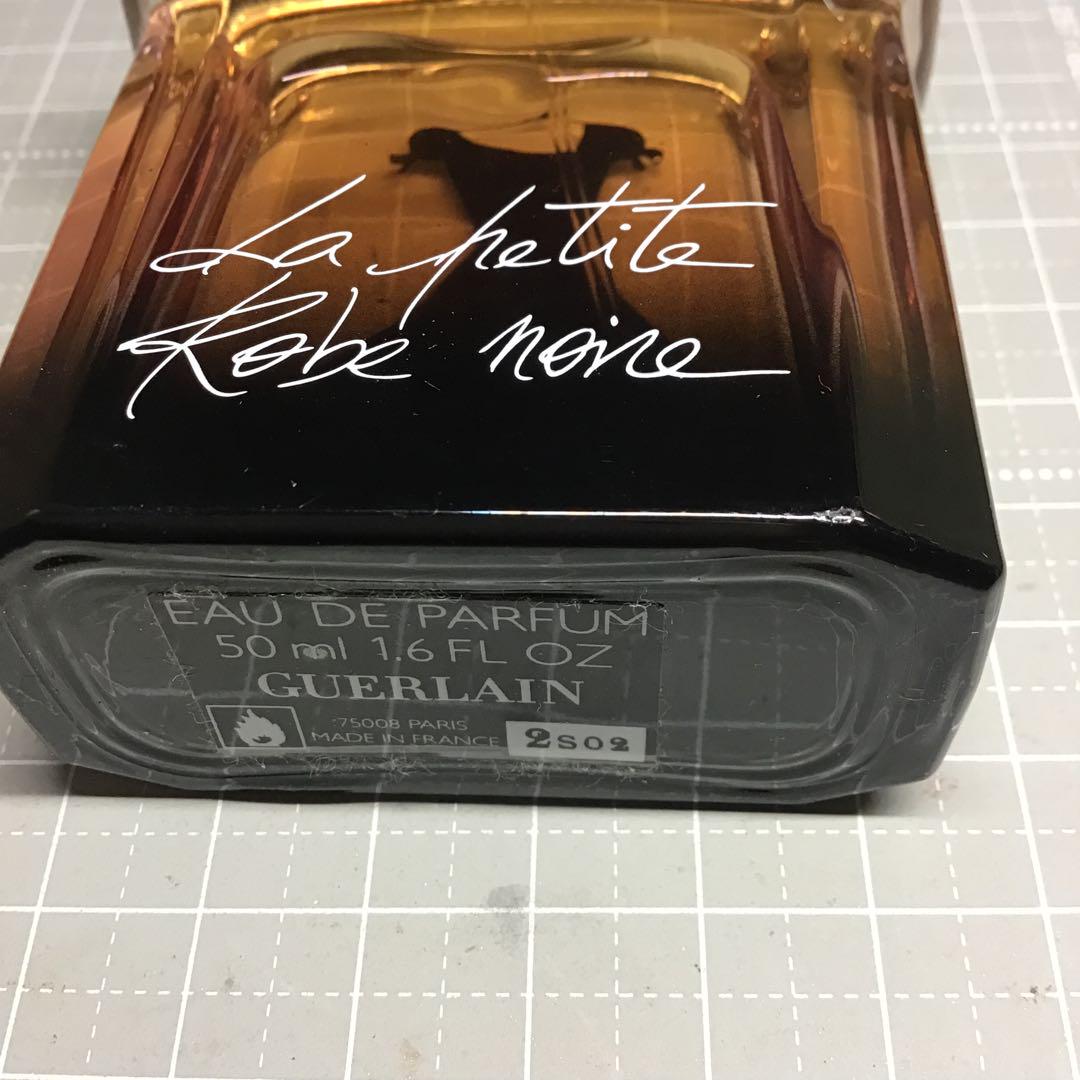 La petite
Robe noire
EAU DE PARFUM
50 ml 1.6 FL OZ
GUERLAIN
75008 PARIS
MADE IN FRANCE 2S02